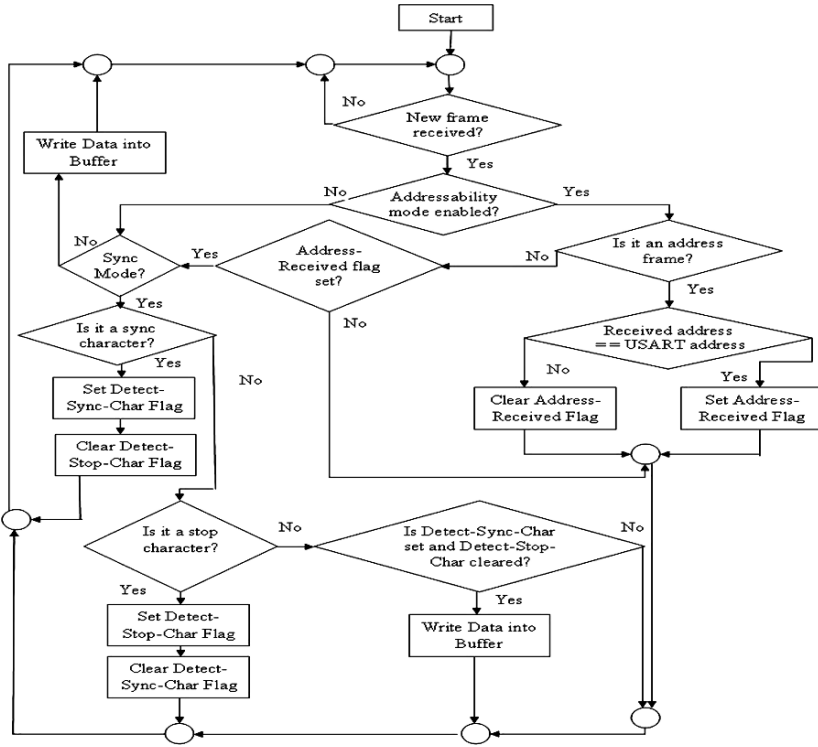 Start
No
New frame
received?
Yes
Write Data into
Buffer
No
Addressability
mode enabled?
Yes
No
Sync
Mode?
Yes
Address-
Received flag
set?
No
Is it an address
frame?
Yes
Yes
No
Is it a sync
character?
Received address
== USART address
Yes
No
No
Yes
Set Detect-
Sync-Char Flag
Clear Address-
Received Flag
Set Address-
Received Flag
Clear Detect-
Stop-Char Flag
Is it a stop
character?
No
Is Detect-Sync-Char
set and Detect-Stop-
Char cleared?
No
Yes
Yes
Set Detect-
Stop-Char Flag
Write Data into
Buffer
Clear Detect-
Sync-Char Flag